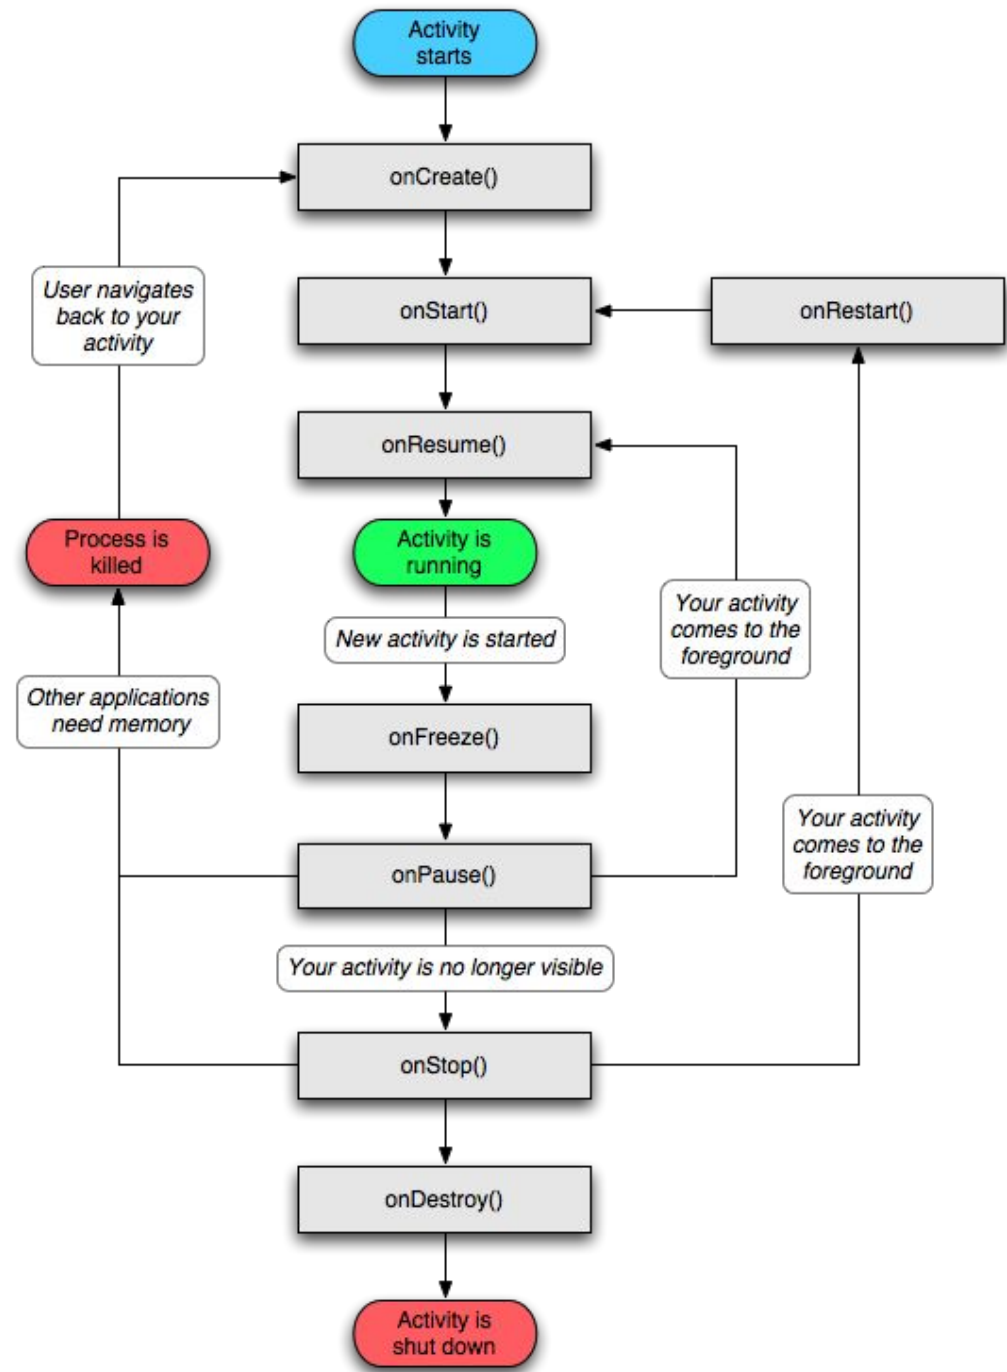 Activity
starts
onCreate()
User navigates
back to your
activity
onStart()
onRestart()
onResume()
Process is
killed
Activity is
running
Your activity
comes to the
foreground
New activity is started
Other applications
need memory
onFreeze()
Your activity
comes to the
foreground
onPause()
Your activity is no longer visible
onStop()
onDestroy()
Activity is
shut down